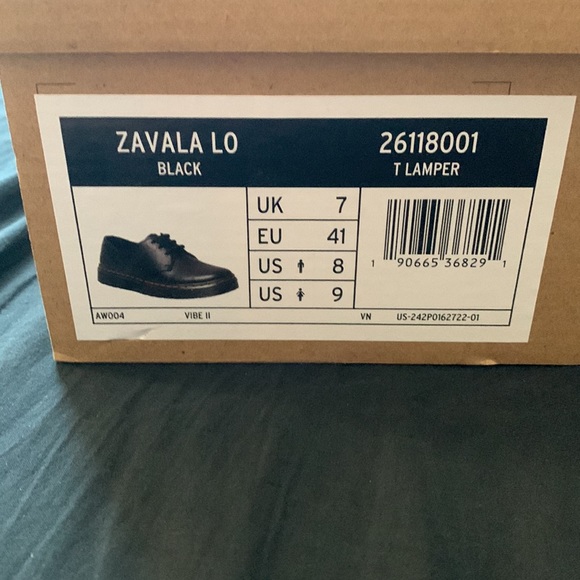 ZAVALA LO 26118001
BLACK T LAMPER
UK 7
EU 41
US 8
US 9
1 90665 36829 1
AW004 VIBE II VN US-242P0162722-01